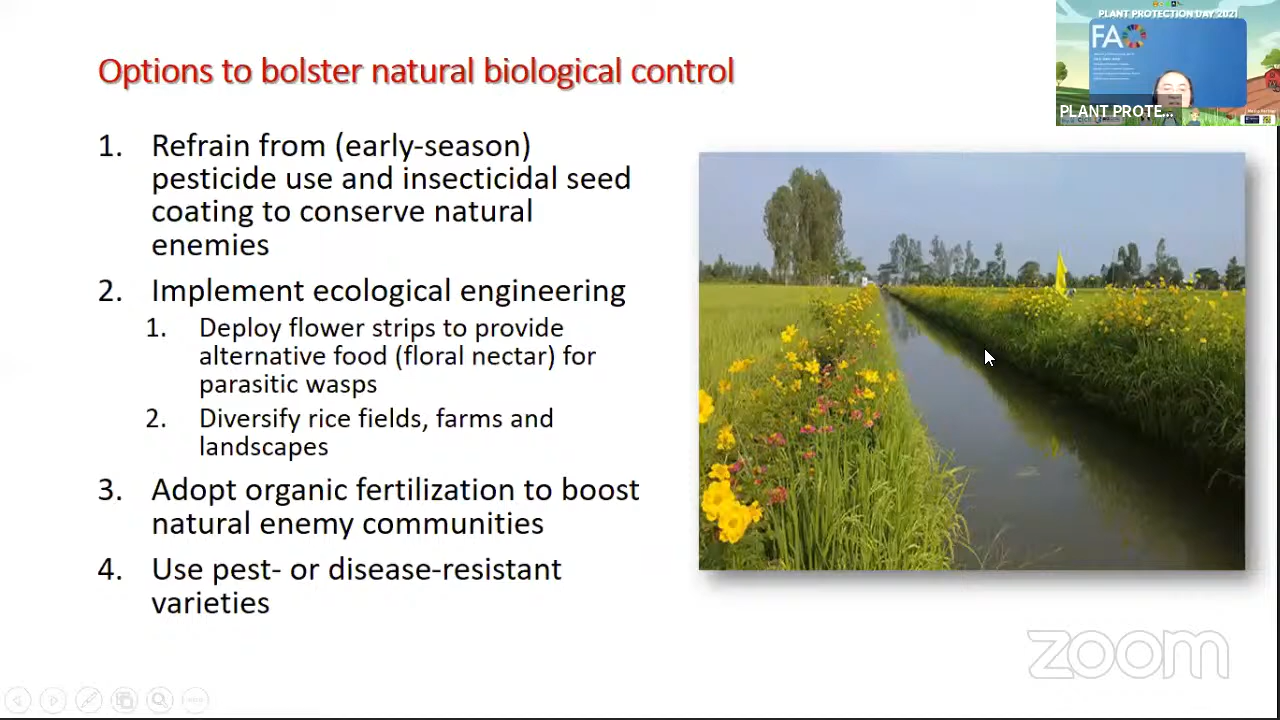 PLANT PROTECTION DAY 2021
FAO
PLANT PROTE...
Options to bolster natural biological control
1. Refrain from (early-season)
pesticide use and insecticidal seed
coating to conserve natural
enemies
2. Implement ecological engineering
1. Deploy flower strips to provide
alternative food (floral nectar) for
parasitic wasps
2. Diversify rice fields, farms and
landscapes
3. Adopt organic fertilization to boost
natural enemy communities
4. Use pest- or disease-resistant
varieties
zoom